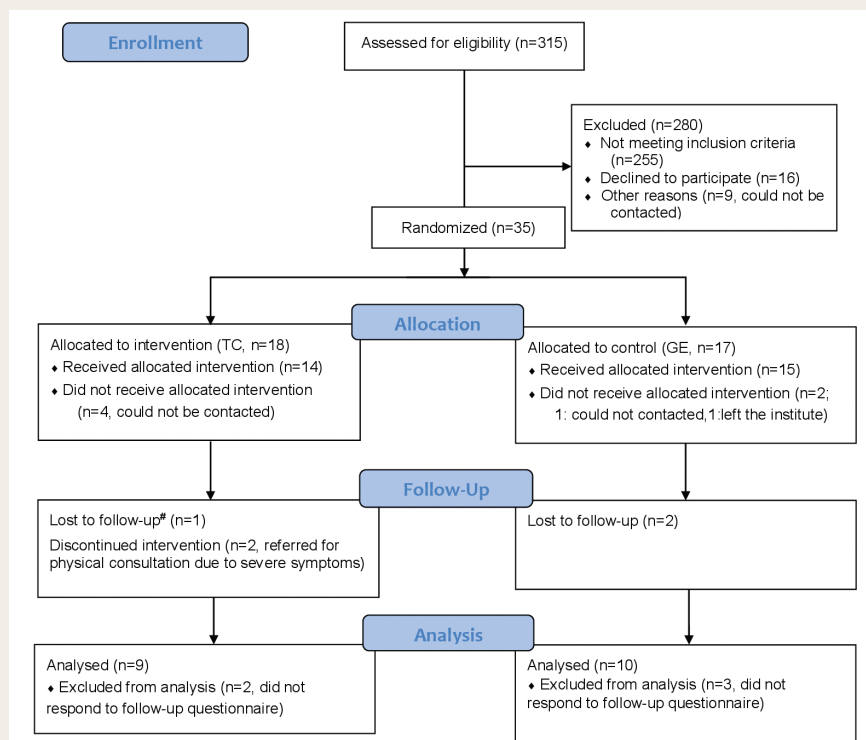 Enrollment
Assessed for eligibility (n=315)
Excluded (n=280)
♦ Not meeting inclusion criteria
(n=255)
♦ Declined to participate (n=16)
♦ Other reasons (n=9, could not be
contacted)
Randomized (n=35)
Allocation
Allocated to intervention (TC, n=18)
♦ Received allocated intervention (n=14)
♦ Did not receive allocated intervention
(n=4, could not be contacted)
Allocated to control (GE, n=17)
♦ Received allocated intervention (n=15)
♦ Did not receive allocated intervention (n=2;
1: could not contacted,1:left the institute)
Follow-Up
Lost to follow-up# (n=1)
Discontinued intervention (n=2, referred for
physical consultation due to severe symptoms)
Lost to follow-up (n=2)
Analysis
Analysed (n=9)
♦ Excluded from analysis (n=2, did not
respond to follow-up questionnaire)
Analysed (n=10)
♦ Excluded from analysis (n=3, did not
respond to follow-up questionnaire)